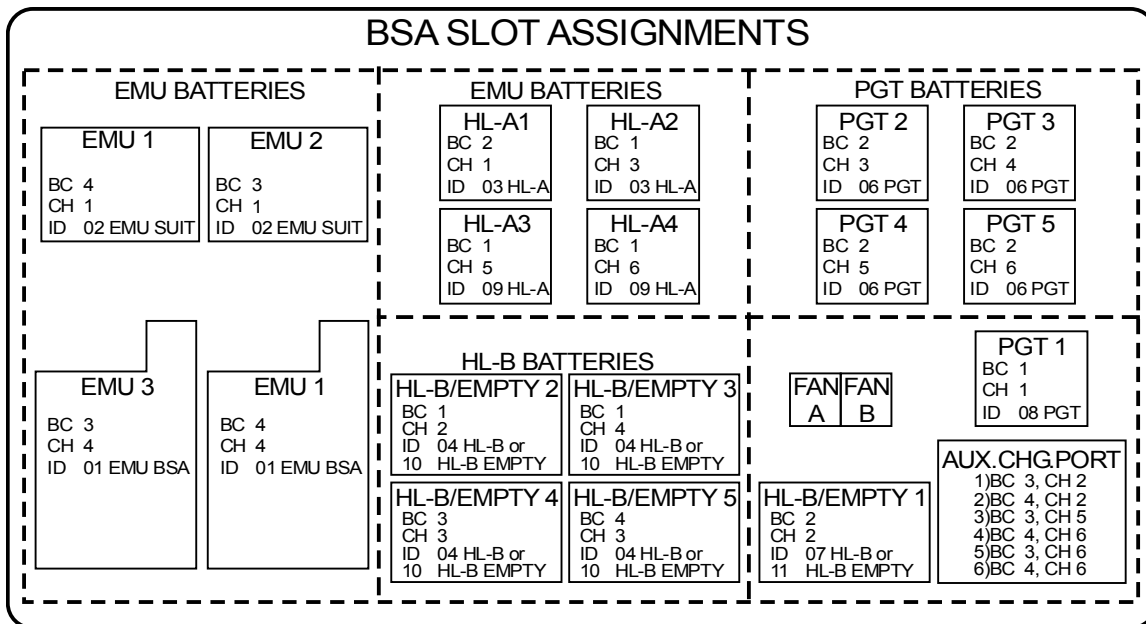 BSA SLOT ASSIGNMENTS
EMU BATTERIES
EMU 1
BC 4
CH 1
ID 02 EMU SUIT
EMU 2
BC 3
CH 1
ID 02 EMU SUIT
EMU 3
BC 3
CH 4
ID 01 EMU BSA
EMU 1
BC 4
CH 4
ID 01 EMU BSA
EMU BATTERIES
HL-A1
BC 2
CH 1
ID 03 HL-A
HL-A2
BC 1
CH 3
ID 03 HL-A
HL-A3
BC 1
CH 5
ID 09 HL-A
HL-A4
BC 1
CH 6
ID 09 HL-A
HL-B BATTERIES
HL-B/EMPTY 2
BC 1
CH 2
ID 04 HL-B or
10 HL-B EMPTY
HL-B/EMPTY 3
BC 1
CH 4
ID 04 HL-B or
10 HL-B EMPTY
HL-B/EMPTY 4
BC 3
CH 3
ID 04 HL-B or
10 HL-B EMPTY
HL-B/EMPTY 5
BC 4
CH 3
ID 04 HL-B or
10 HL-B EMPTY
PGT BATTERIES
PGT 2
BC 2
CH 3
ID 06 PGT
PGT 3
BC 2
CH 4
ID 06 PGT
PGT 4
BC 2
CH 5
ID 06 PGT
PGT 5
BC 2
CH 6
ID 06 PGT
FAN A
FAN B
PGT 1
BC 1
CH 1
ID 08 PGT
HL-B/EMPTY 1
BC 2
CH 2
ID 07 HL-B or
11 HL-B EMPTY
AUX.CHG.PORT
1)BC 3, CH 2
2)BC 4, CH 2
3)BC 3, CH 5
4)BC 4, CH 6
5)BC 3, CH 6
6)BC 4, CH 6